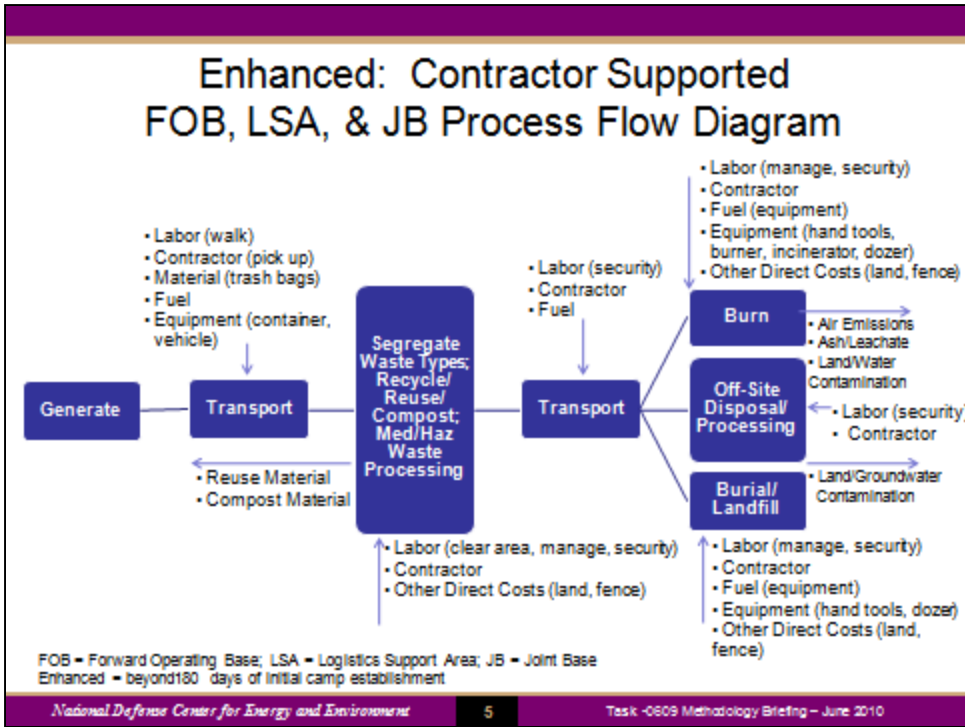 Enhanced: Contractor Supported
FOB, LSA, & JB Process Flow Diagram
• Labor (walk)
• Contractor (pick up)
• Material (trash bags)
• Fuel
• Equipment (container,
vehicle)
• Labor (security)
• Contractor
• Fuel
• Labor (manage, security)
• Contractor
• Fuel (equipment)
• Equipment (hand tools,
burner, incinerator, dozer)
• Other Direct Costs (land, fence)
Generate
Transport
Segregate
Waste Types;
Recycle/
Reuse/
Compost;
Med/Haz
Waste
Processing
Transport
Burn
Off-Site
Disposal/
Processing
Burial/
Landfill
• Air Emissions
• Ash/Leachate
• Land/Water
Contamination
• Labor (security)
• Contractor
• Land/Groundwater
Contamination
• Reuse Material
• Compost Material
• Labor (clear area, manage, security)
• Contractor
• Other Direct Costs (land, fence)
• Labor (manage, security)
• Contractor
• Fuel (equipment)
• Equipment (hand tools, dozer)
• Other Direct Costs (land,
fence)
FOB = Forward Operating Base; LSA = Logistics Support Area; JB = Joint Base
Enhanced = beyond180 days of initial camp establishment
National Defense Center for Energy and Environment
5
Task -0609 Methodology Briefing – June 2010